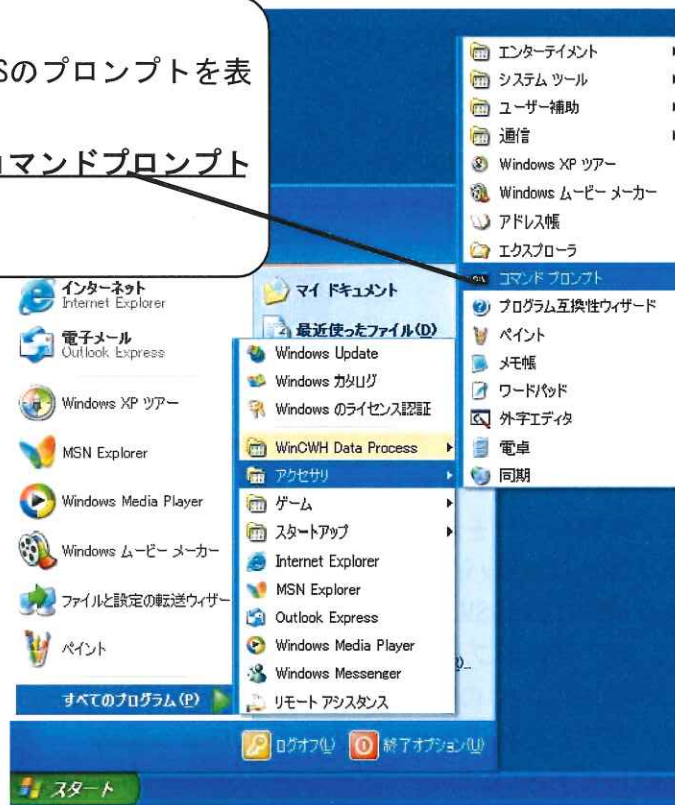 Sのプロンプトを表
コマンドプロンプト
エンターテイメント
システム ツール
ユーザー補助
通信
Windows XP ツアー
Windows ムービー メーカー
アドレス帳
エクスプローラ
コマンド プロンプト
プログラム互換性ウィザード
ペイント
メモ帳
ワードパッド
外字エディタ
電卓
同期
インターネット
Internet Explorer
電子メール
Outlook Express
Windows XP ツアー
MSN Explorer
Windows Media Player
Windows ムービー メーカー
ファイルと設定の転送ウィザー
ペイント
すべてのプログラム(P)
マイ ドキュメント
最近使ったファイル(D)
Windows Update
Windows カタログ
Windows のライセンス認証
WinCWH Data Process
アクセサリ
ゲーム
スタートアップ
Internet Explorer
MSN Explorer
Outlook Express
Windows Media Player
Windows Messenger
リモート アシスタンス
ログオフ(L)
終了オプション(U)
スタート